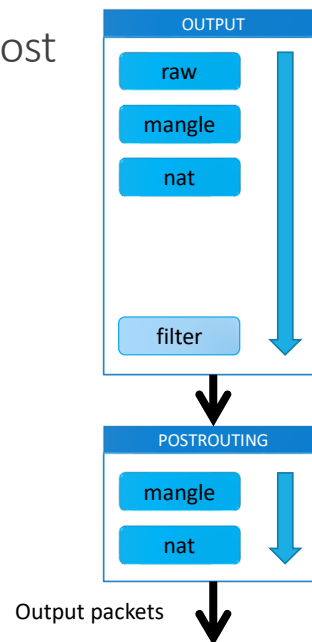 OUTPUT
ost
raw
mangle
nat
filter
POSTROUTING
mangle
nat
Output packets